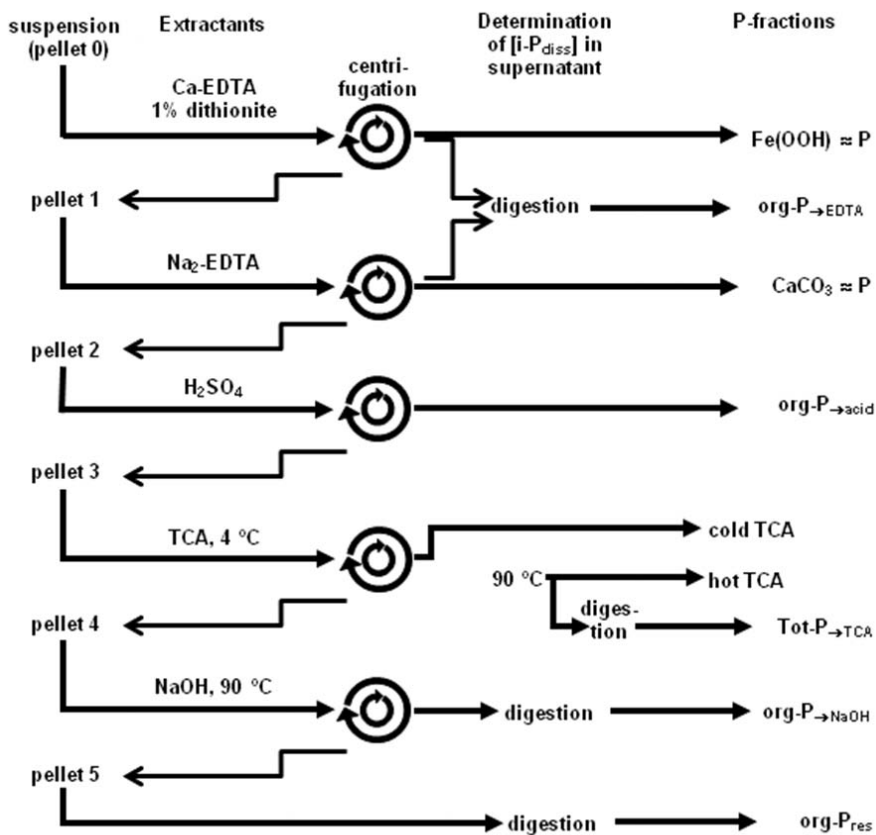 suspension
(pellet 0)
Extractants
Determination
of [i-P_diss] in
supernatant
P-fractions
Ca-EDTA
1% dithionite
centri-
fugation
Fe(OOH) ≈ P
pellet 1
digestion
org-P→EDTA
Na₂-EDTA
CaCO₃ ≈ P
pellet 2
H₂SO₄
org-P→acid
pellet 3
TCA, 4 °C
cold TCA
90 °C
hot TCA
diges-
tion
Tot-P→TCA
pellet 4
NaOH, 90 °C
digestion
org-P→NaOH
pellet 5
digestion
org-P_res